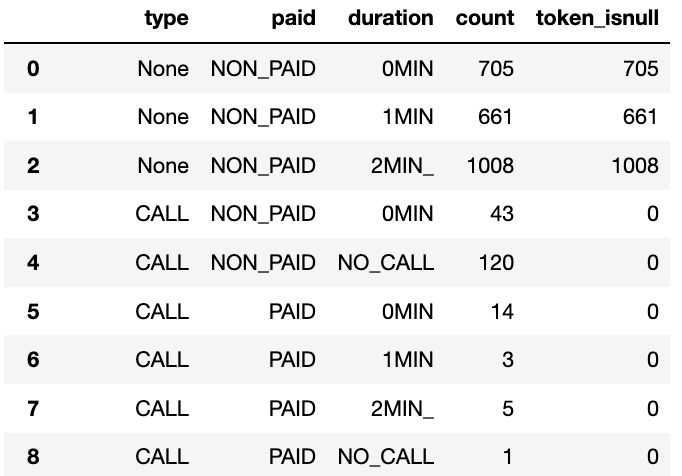 type paid duration count token_isnull
0 None NON_PAID 0MIN 705 705
1 None NON_PAID 1MIN 661 661
2 None NON_PAID 2MIN_ 1008 1008
3 CALL NON_PAID 0MIN 43 0
4 CALL NON_PAID NO_CALL 120 0
5 CALL PAID 0MIN 14 0
6 CALL PAID 1MIN 3 0
7 CALL PAID 2MIN_ 5 0
8 CALL PAID NO_CALL 1 0